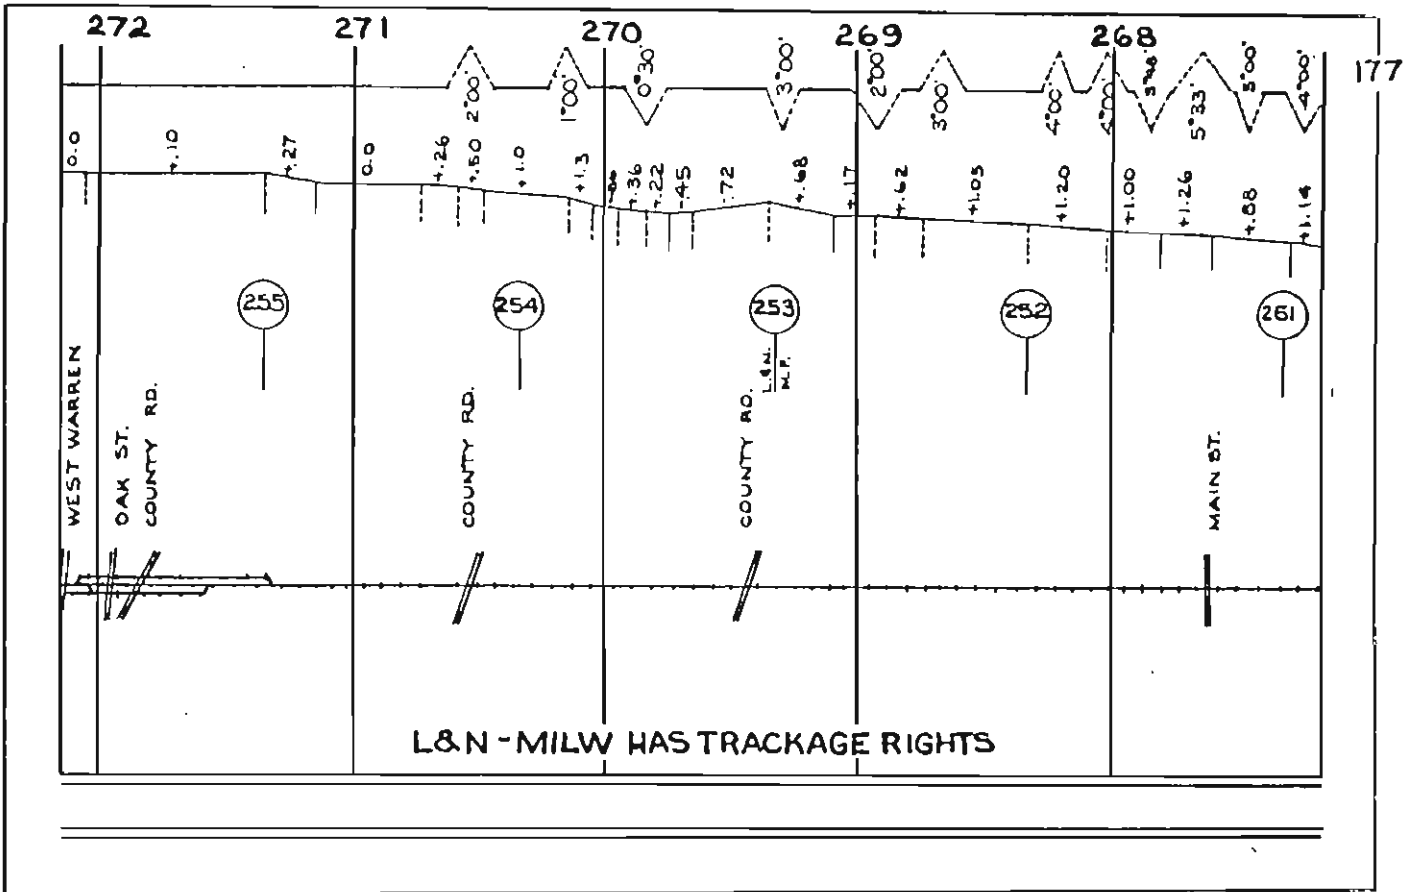 272 271 270 269 268
177
2°00' 1°00' 0°30' 3°00' 2°00' 3°00' 4°00' 4°00' 3°48' 5°33' 3°00' 4°00'
0.0 +.10 +.27 0.0 +.26 +.50 +1.0 +1.3 +.36 +.22 -.45 -.72 +.68 +.17 +.62 +1.05 +1.20 +1.00 +1.26 +.88 +1.14
255 254 253 252 261
L.& N.
M.P.
WEST WARREN
OAK ST.
COUNTY RD.
COUNTY RD.
COUNTY RD.
MAIN ST.
L&N-MILW HAS TRACKAGE RIGHTS